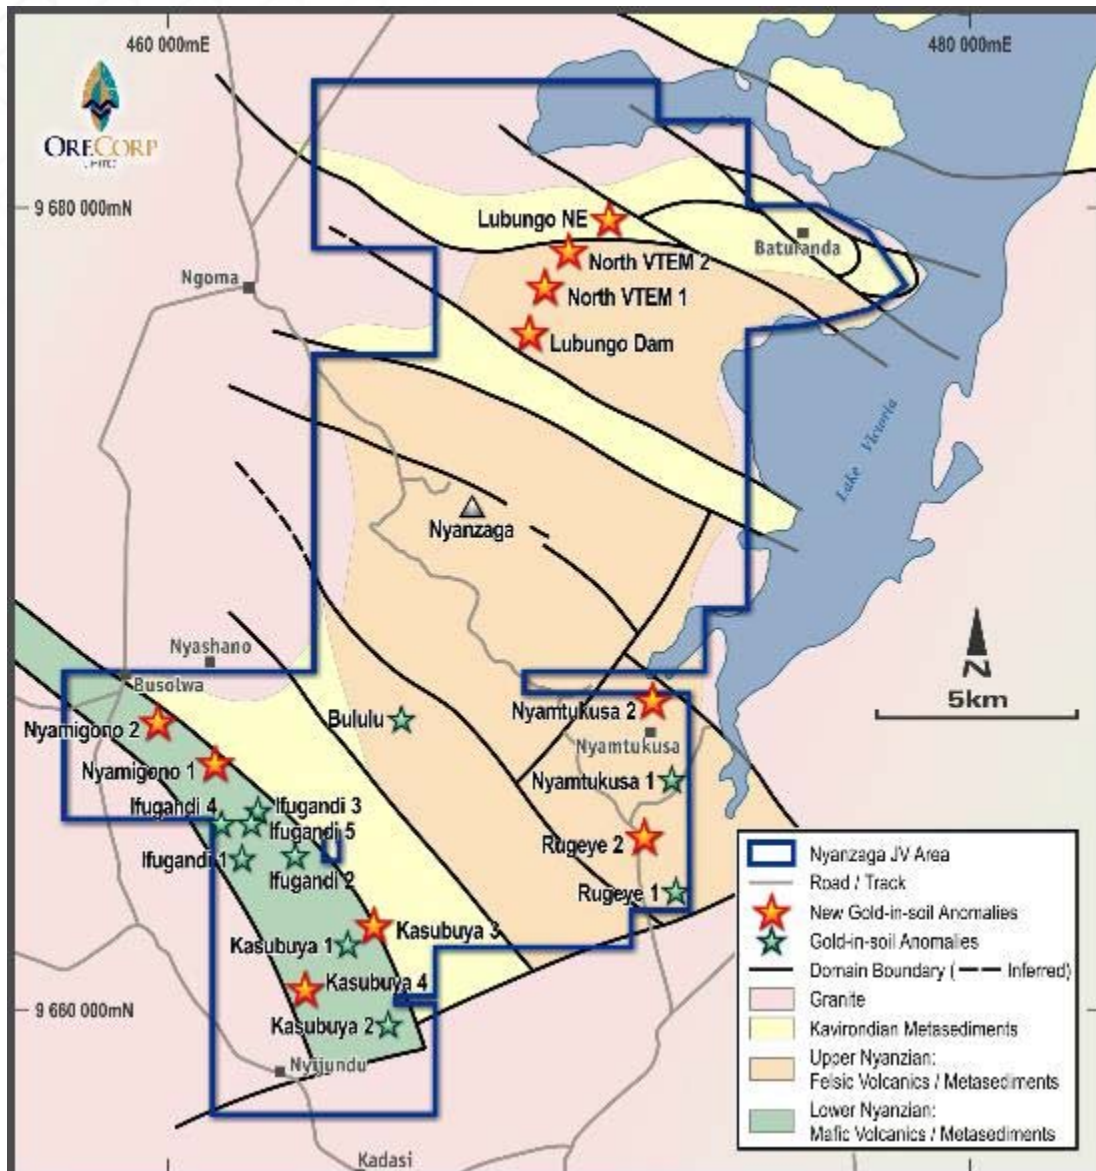 460 000mE
480 000mE
ORECORP
9 680 000mN
Lubungo NE
Baturanda
North VTEM 2
Ngoma
North VTEM 1
Lubungo Dam
Lake Victoria
Nyanzaga
Nyashano
N
Busolwa
5km
Nyamigono 2
Bululu
Nyamtukusa 2
Nyamtukusa
Nyamigono 1
Nyamtukusa 1
Ifugahdi 4
Ifugandi 3
Ifugandi 5
Rugeye 2
Ifugandi 1
Ifugandi 2
Rugeye 1
Kasubuya 3
Kasubuya 1
Kasubuya 4
9 660 000mN
Kasubuya 2
Nyijundu
Kadasi
Nyanzaga JV Area
Road / Track
New Gold-in-soil Anomalies
Gold-in-soil Anomalies
Domain Boundary ( Inferred)
Granite
Kavirondian Metasediments
Upper Nyanzian:
Felsic Volcanics / Metasediments
Lower Nyanzian:
Mafic Volcanics / Metasediments